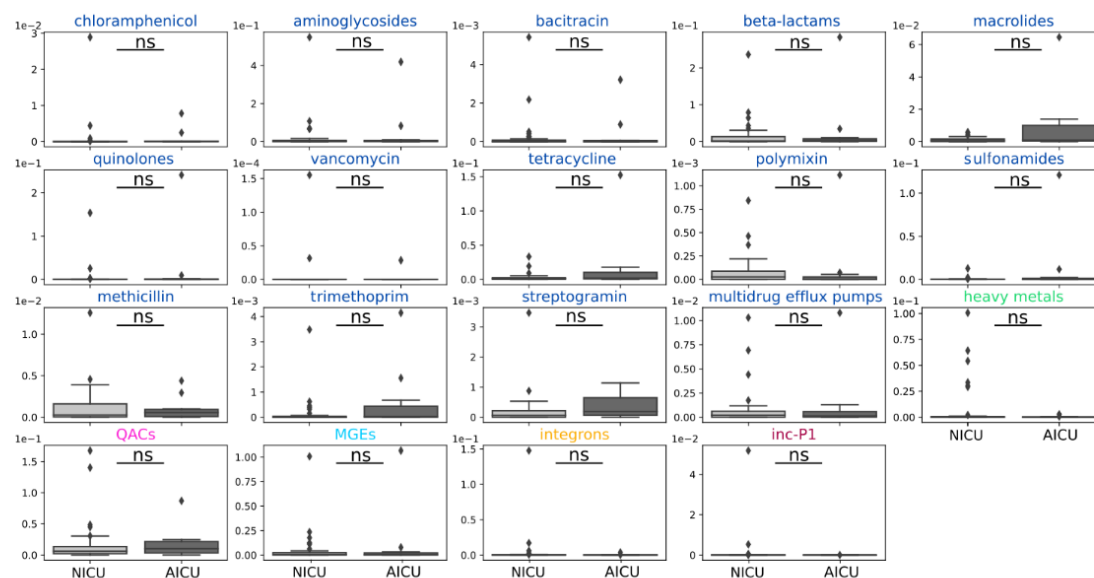 chloramphenicol aminoglycosides bacitracin beta-lactams macrolides
1e−2 1e−1 1e−3 1e−1 1e−2
ns ns ns ns ns
3 2 1 0
4 2 0
4 2 0
2 1 0
6 4 2 0
quinolones vancomycin tetracycline polymixin sulfonamides
1e−1 1e−4 1e−1 1e−3 1e−1
ns ns ns ns ns
2 1 0
1.5 1.0 0.5 0.0
1.5 1.0 0.5 0.0
1.00 0.75 0.50 0.25 0.00
1.0 0.5 0.0
methicillin trimethoprim streptogramin multidrug efflux pumps heavy metals
1e−2 1e−3 1e−3 1e−2 1e−1
ns ns ns ns ns
1.0 0.5 0.0
4 3 2 1 0
3 2 1 0
1.00 0.75 0.50 0.25 0.00
1.00 0.75 0.50 0.25 0.00
NICU AICU
QACs MGEs integrons inc-P1
1e−1 1e−1 1e−2
ns ns ns ns
1.5 1.0 0.5 0.0
1.00 0.75 0.50 0.25 0.00
1.5 1.0 0.5 0.0
4 2 0
NICU AICU NICU AICU NICU AICU NICU AICU